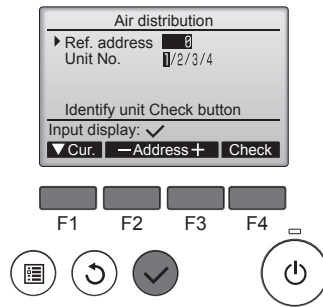 Air distribution
Ref. address 0
Unit No. 1/2/3/4
Identify unit Check button
Input display: ✓
▼ Cur. −Address+ Check
F1 F2 F3 F4